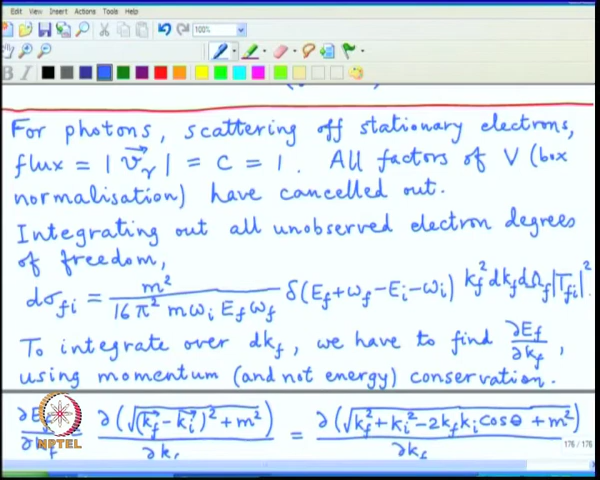 Edit View Insert Actions Tools Help
100%
B I
For photons, scattering off stationary electrons,
flux = |v⃗ᵣ| = c = 1. All factors of V (box
normalisation) have cancelled out.
Integrating out all unobserved electron degrees
of freedom,
dσ_fi = m² / (16π² mω_i E_f ω_f) δ(E_f+ω_f−E_i−ω_i) k_f² dk_f dΩ_f |T_fi|².
To integrate over dk_f, we have to find ∂E_f/∂k_f,
using momentum (and not energy) conservation.
∂(√((k⃗_f − k⃗_i)² + m²)) / ∂k_f = ∂(√(k_f² + k_i² − 2k_f k_i cosθ + m²)) / ∂k_f
NPTEL
176 / 176